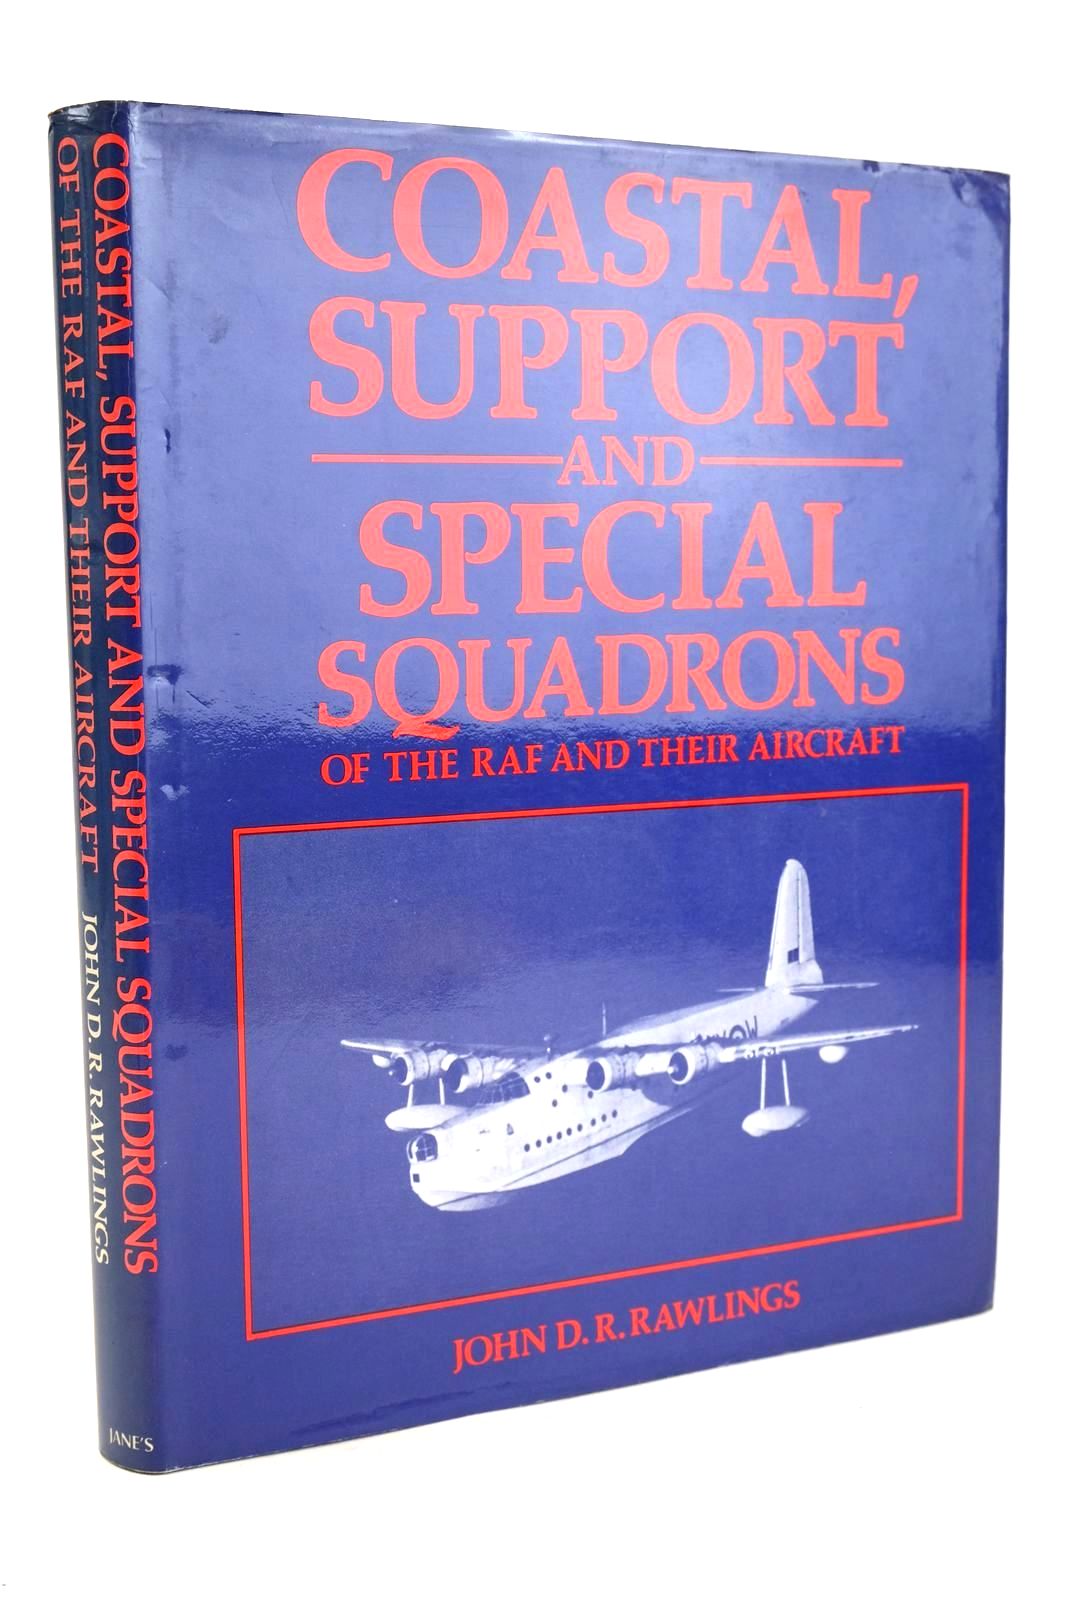 COASTAL, SUPPORT AND SPECIAL SQUADRONS
OF THE RAF AND THEIR AIRCRAFT JOHN D. R. RAWLINGS
JANE'S
COASTAL,
SUPPORT
AND
SPECIAL
SQUADRONS
OF THE RAF AND THEIR AIRCRAFT
JOHN D. R. RAWLINGS